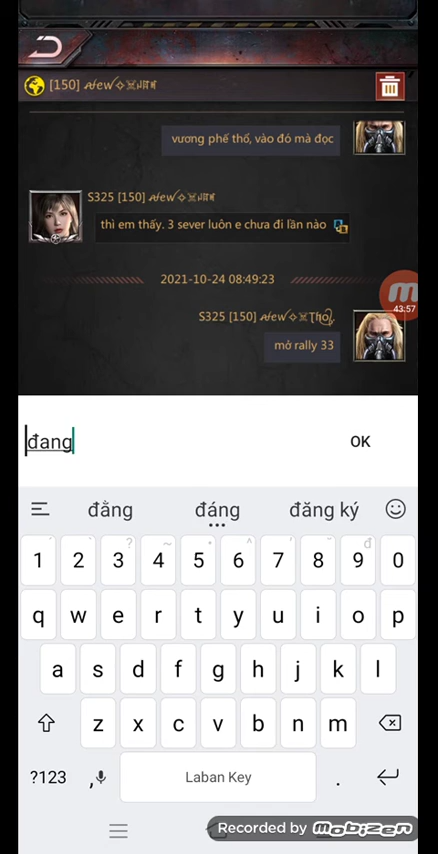 [150]
vương phế thổ, vào đó mà đọc
S325 [150]
thì em thấy. 3 sever luôn e chưa đi lần nào
2021-10-24 08:49:23
43:57
S325 [150]
mở rally 33
đang
OK
đằng đáng đăng ký
1 2 3 4 5 6 7 8 9 0
q w e r t y u i o p
a s d f g h j k l
z x c v b n m
?123 , Laban Key .
Recorded by mobizen